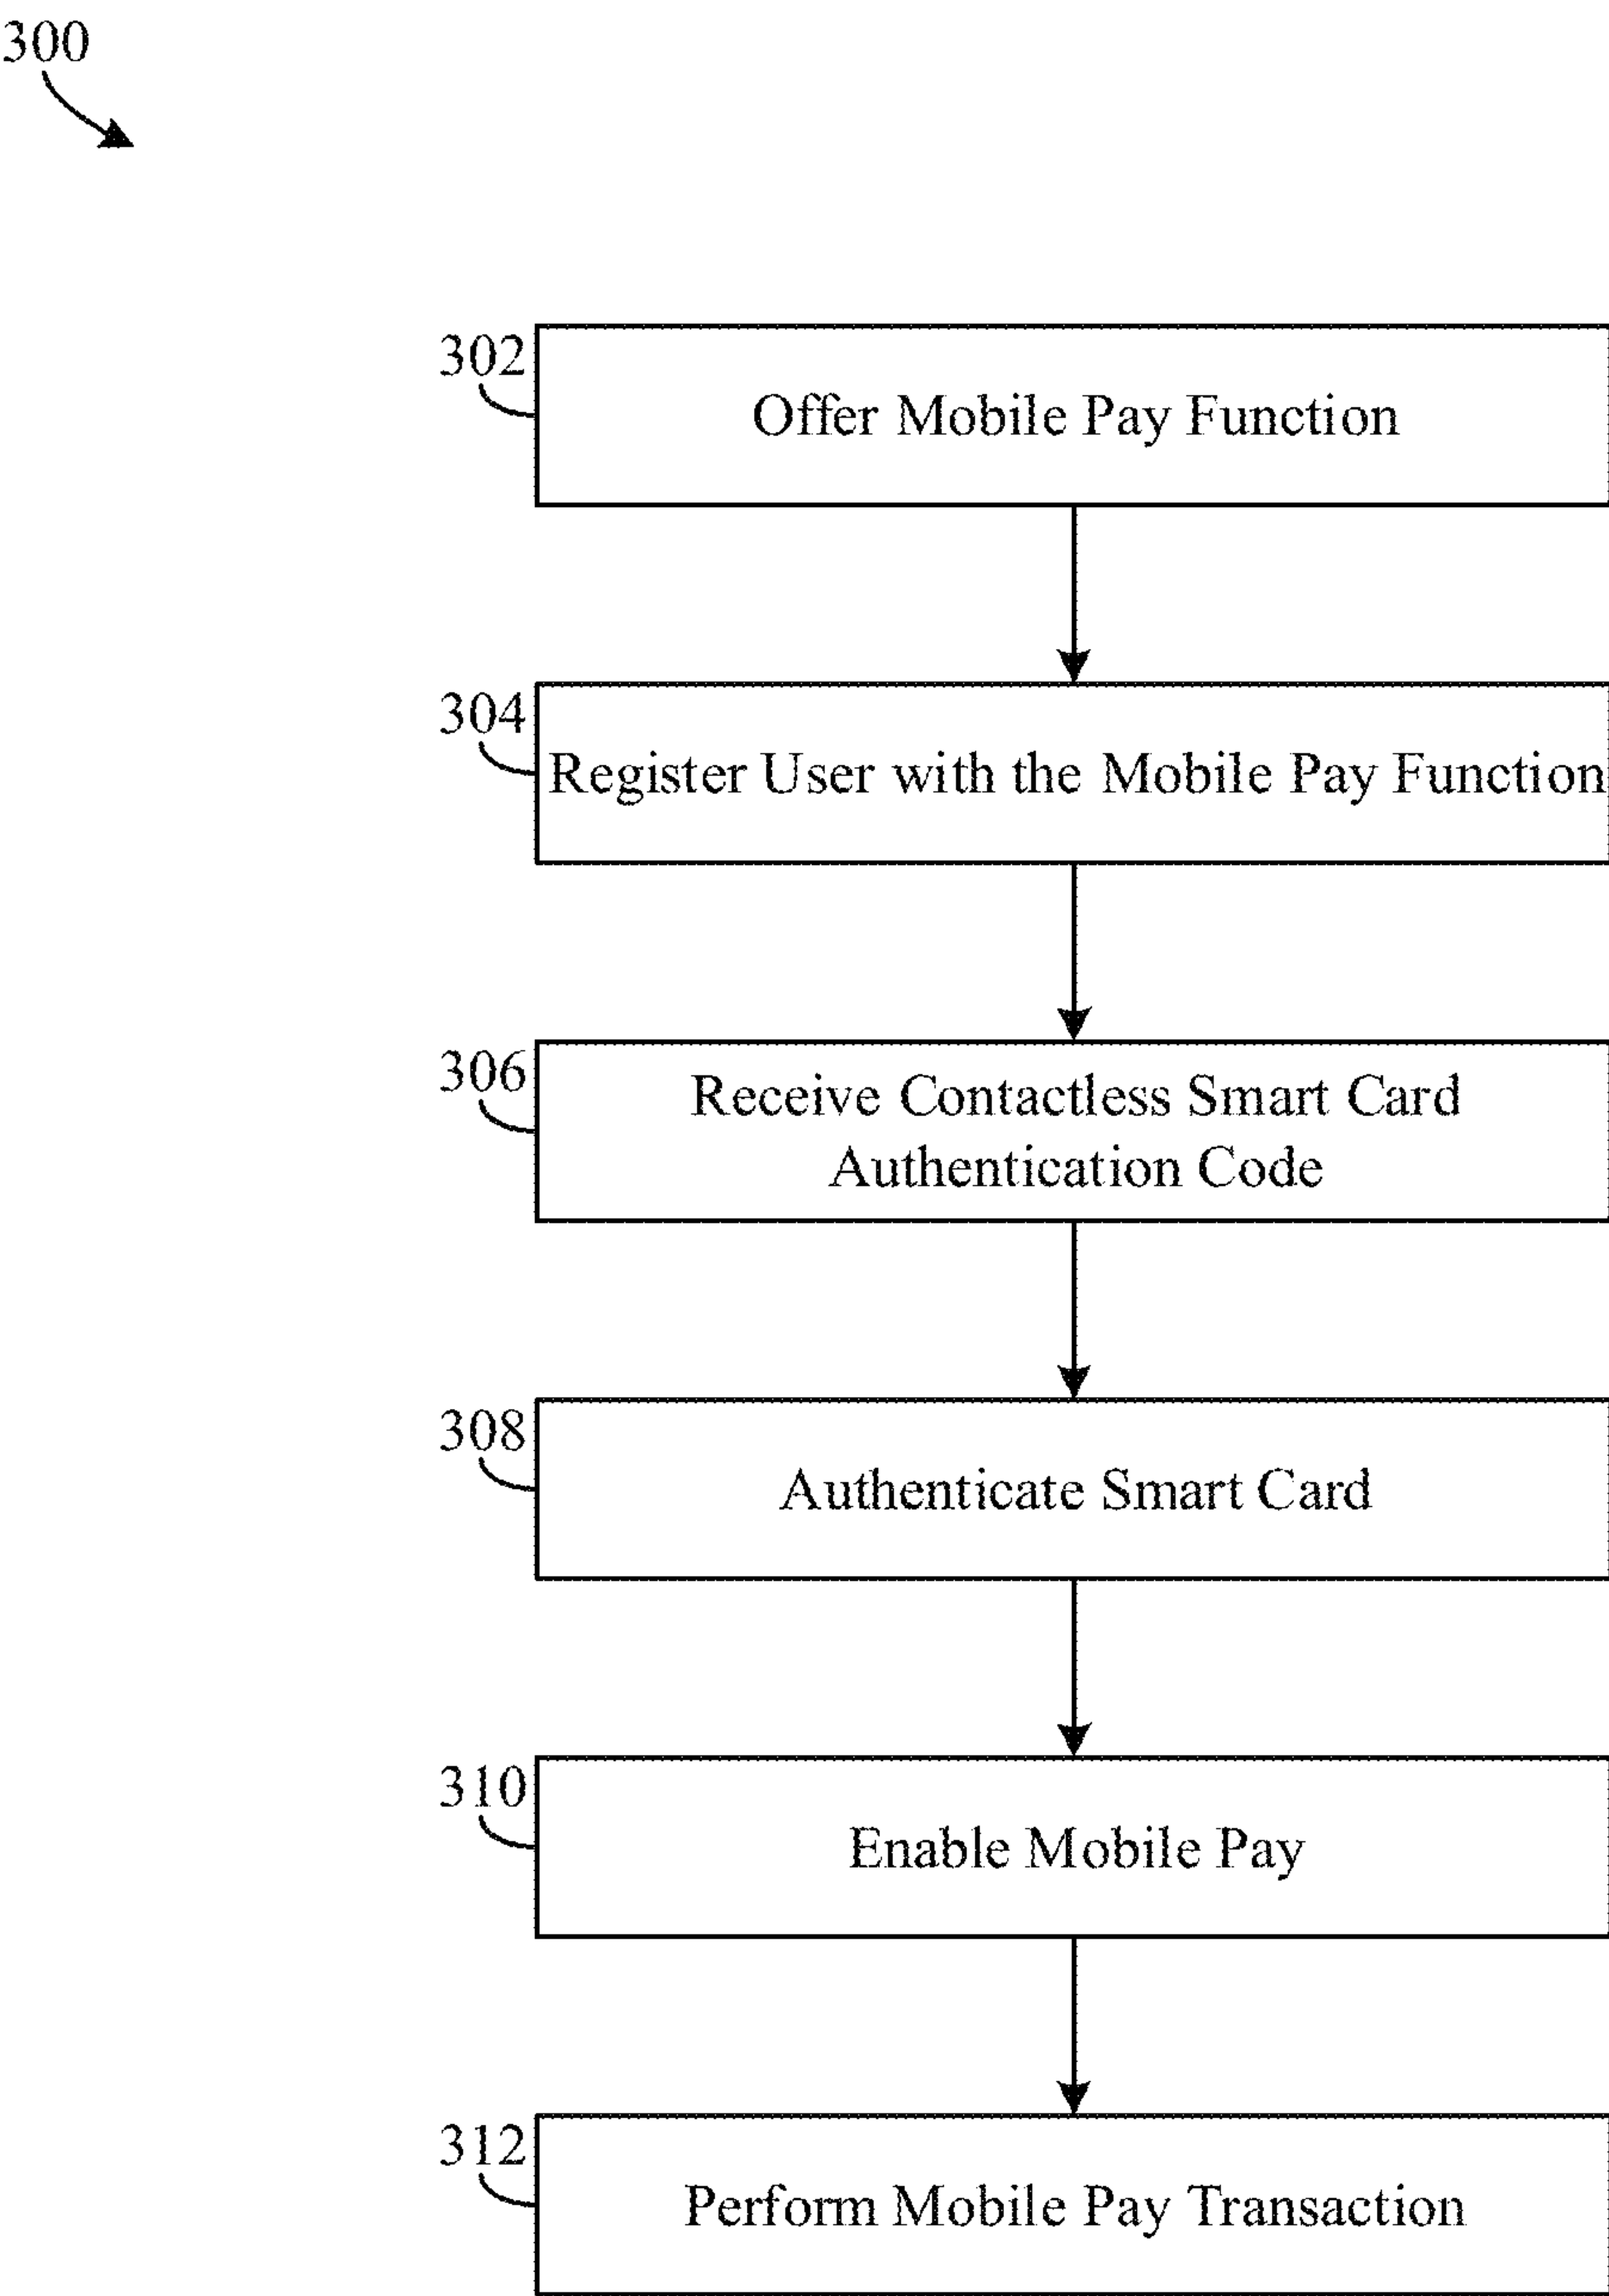 300
302
Offer Mobile Pay Function
304
Register User with the Mobile Pay Function
306
Receive Contactless Smart Card
Authentication Code
308
Authenticate Smart Card
310
Enable Mobile Pay
312
Perform Mobile Pay Transaction